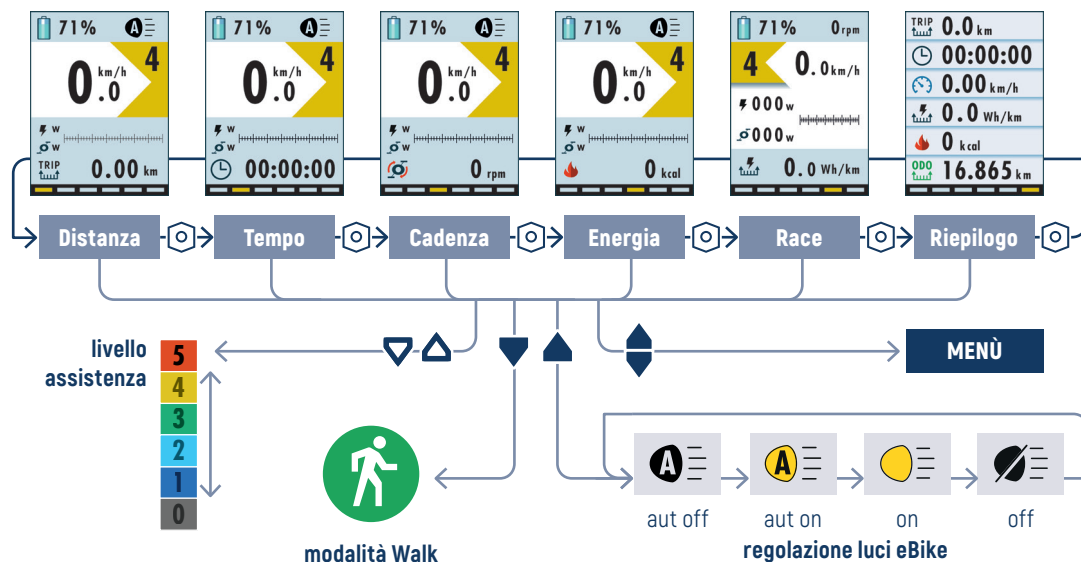 71% A
4
0.0 km/h
W
W
TRIP 0.00 km
71% A
4
0.0 km/h
W
W
00:00:00
71% A
4
0.0 km/h
W
W
0 rpm
71% A
4
0.0 km/h
W
W
0 kcal
71% 0 rpm
4 0.0 km/h
000 w
000 w
0.0 Wh/km
TRIP 0.0 km
00:00:00
0.00 km/h
0.0 Wh/km
0 kcal
ODO 16.865 km
Distanza
Tempo
Cadenza
Energia
Race
Riepilogo
livello
assistenza
5
4
3
2
1
0
MENÙ
modalità Walk
A
A
aut off
aut on
on
off
regolazione luci eBike